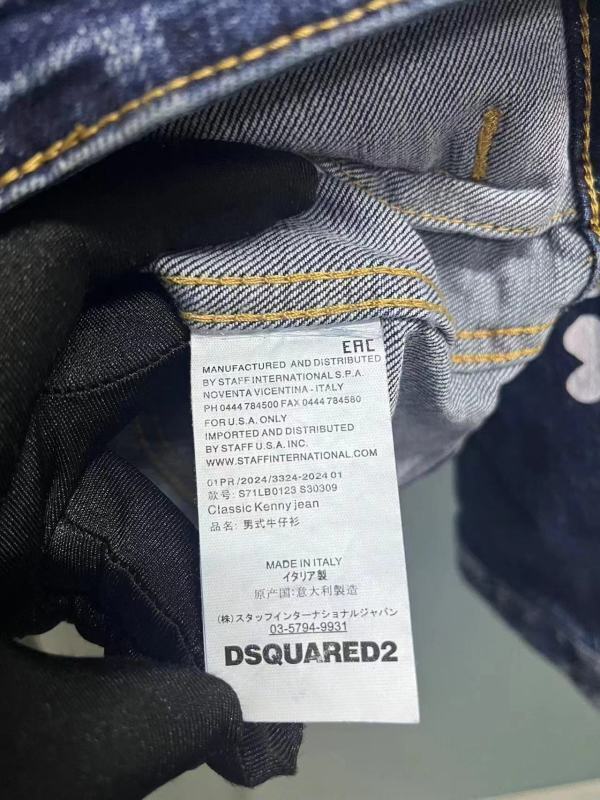 EAC
MANUFACTURED AND DISTRIBUTED
BY STAFF INTERNATIONAL S.P.A.
NOVENTA VICENTINA - ITALY
PH 0444 784500 FAX 0444 784580
FOR U.S.A. ONLY
IMPORTED AND DISTRIBUTED
BY STAFF U.S.A. INC.
WWW.STAFFINTERNATIONAL.COM
01PR/2024/3324-2024 01
款号: S71LB0123 S30309
Classic Kenny jean
品名: 男式牛仔衫
MADE IN ITALY
イタリア製
原产国:意大利製造
(株)スタッフインターナショナルジャパン
03-5794-9931
DSQUARED2